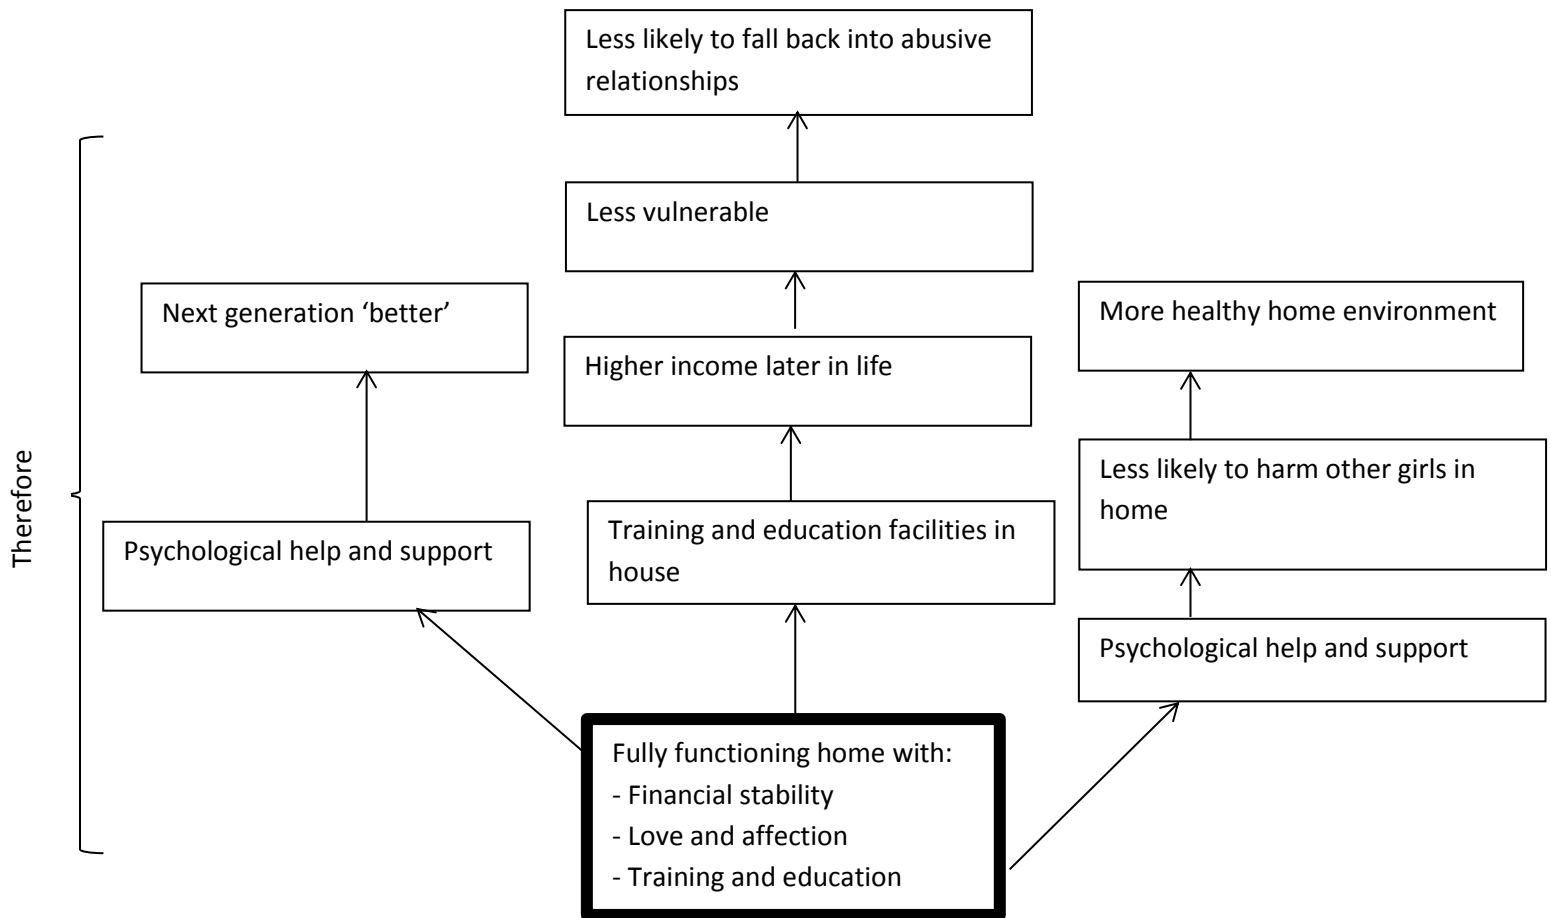 Less likely to fall back into abusive
relationships
Less vulnerable
Next generation ‘better’
Higher income later in life
More healthy home environment
Therefore
Psychological help and support
Training and education facilities in
house
Less likely to harm other girls in
home
Psychological help and support
Fully functioning home with:
- Financial stability
- Love and affection
- Training and education